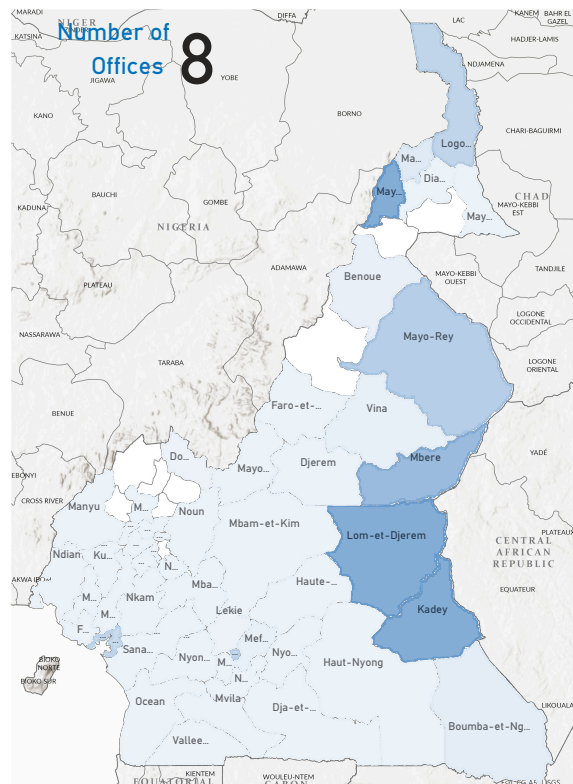 MARADI
DIFFA
LAC
KANEM
BAHR EL
GAZEL
NIGER
Number of
Offices 8
KATSINA
HADJER-LAMIS
NDJAMENA
JIGAWA
YOBE
KANO
BORNO
CHARI-BAGUIRMI
Logo...
Ma...
Dia...
May...
BAUCHI
GOMBE
CHAD
KADUNA
MAYO-KEBBI
EST
May...
NIGERIA
ADAMAWA
Benoue
MAYO-KEBBI
OUEST
TANDJILE
PLATEAU
LOGONE
OCCIDENTAL
NASSARAWA
Mayo-Rey
TARABA
LOGONE
ORIENTAL
BENUE
Faro-et-...
Vina
YADÉ
Do...
Mbere
EBONYI
Mayo...
Djerem
CROSS RIVER
Manyu
M...
Noun
Mbam-et-Kim
Lom-et-Djerem
PLATEAUX
CENTRAL
AFRICAN
REPUBLIC
Ndian
Ku...
N...
AKWA IBOM
Mba...
Haute-...
EQUATEUR
M...
Nkam
Lekie
Kadey
M...
F...
Sana...
Mef...
Nyon...
M...
Nyo...
Haut-Nyong
BIOKO
NORTE
BIOKO SUR
N...
Ocean
Mvila
Dja-et-...
LIKOUALA
Boumba-et-Ng...
Vallee...
KIENTEM
WOULEU-NTEM
EQUATORIAL
GABON